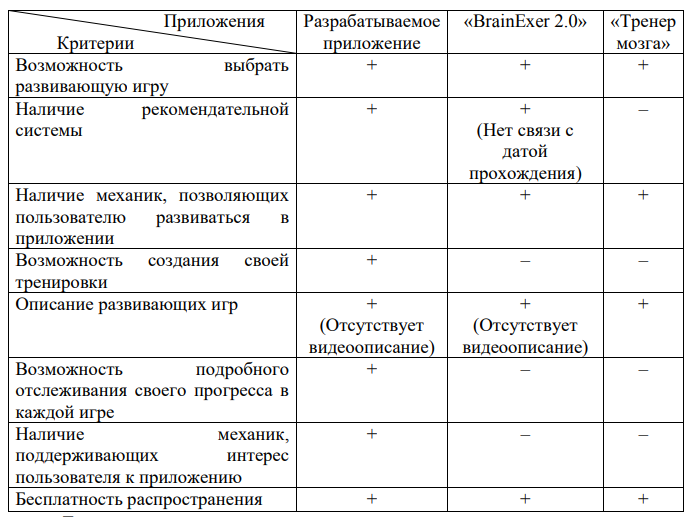 Приложения
Критерии
Разрабатываемое
приложение
«BrainExer 2.0»
«Тренер
мозга»
Возможность выбрать
развивающую игру
+
+
+
Наличие рекомендательной
системы
+
+
(Нет связи с
датой
прохождения)
–
Наличие механик, позволяющих
пользователю развиваться в
приложении
+
+
+
Возможность создания своей
тренировки
+
–
–
Описание развивающих игр
+
(Отсутствует
видеоописание)
+
(Отсутствует
видеоописание)
+
Возможность подробного
отслеживания своего прогресса в
каждой игре
+
–
–
Наличие механик,
поддерживающих интерес
пользователя к приложению
+
–
–
Бесплатность распространения
+
+
+